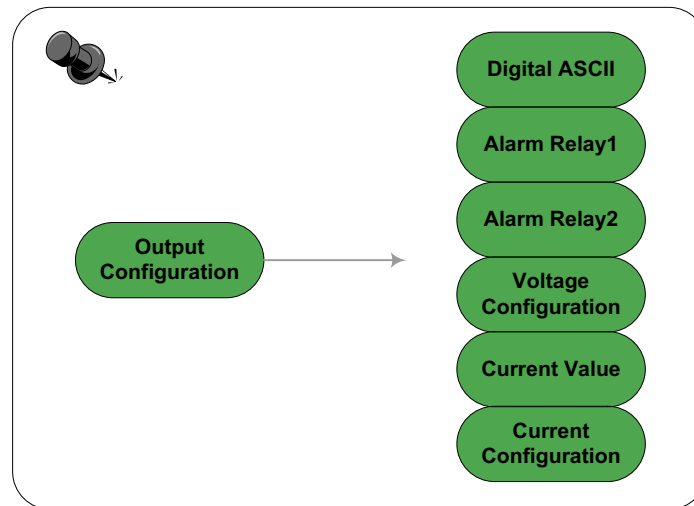 Digital ASCII
Alarm Relay1
Alarm Relay2
Output
Configuration
Voltage
Configuration
Current Value
Current
Configuration